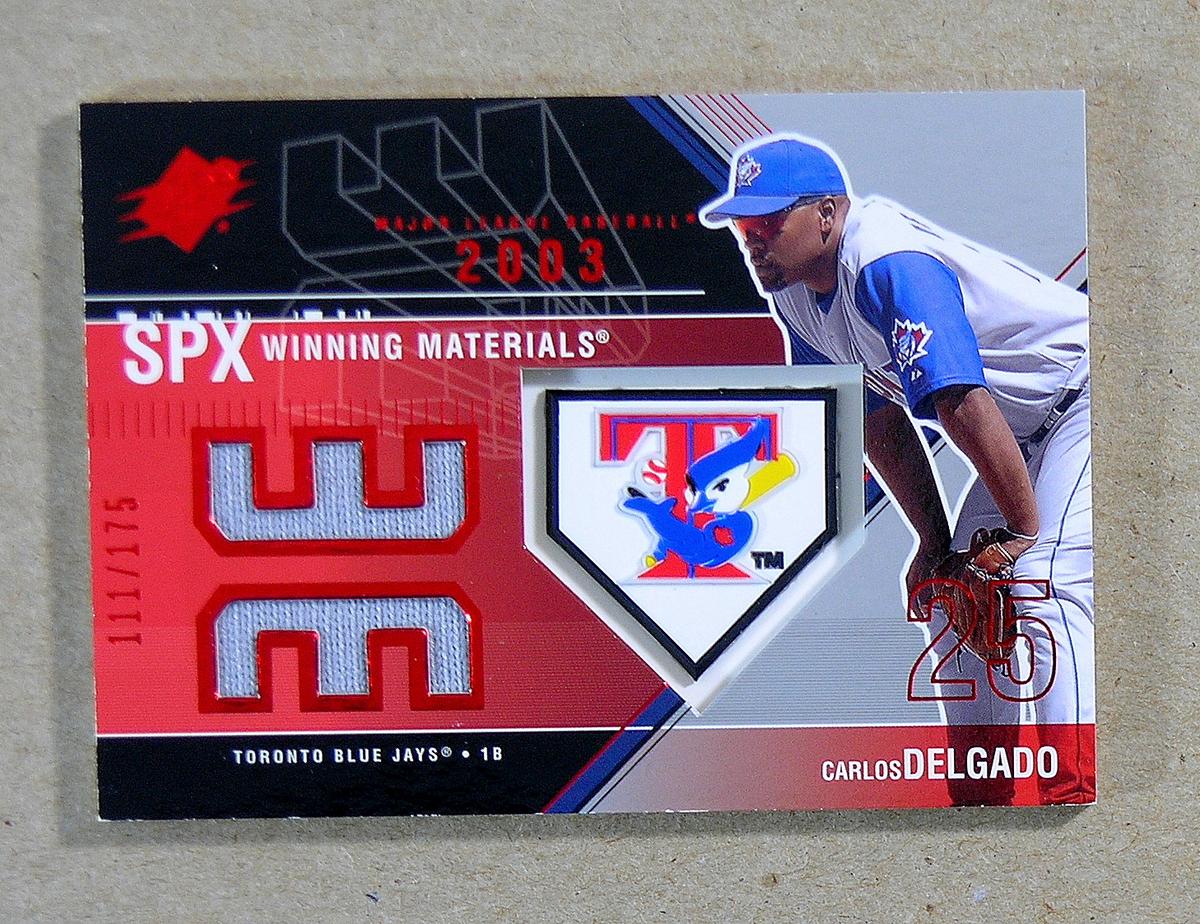 MAJOR LEAGUE BASEBALL
2003
SPX WINNING MATERIALS®
111/175
T
TM
25
TORONTO BLUE JAYS® • 1B
CARLOS DELGADO